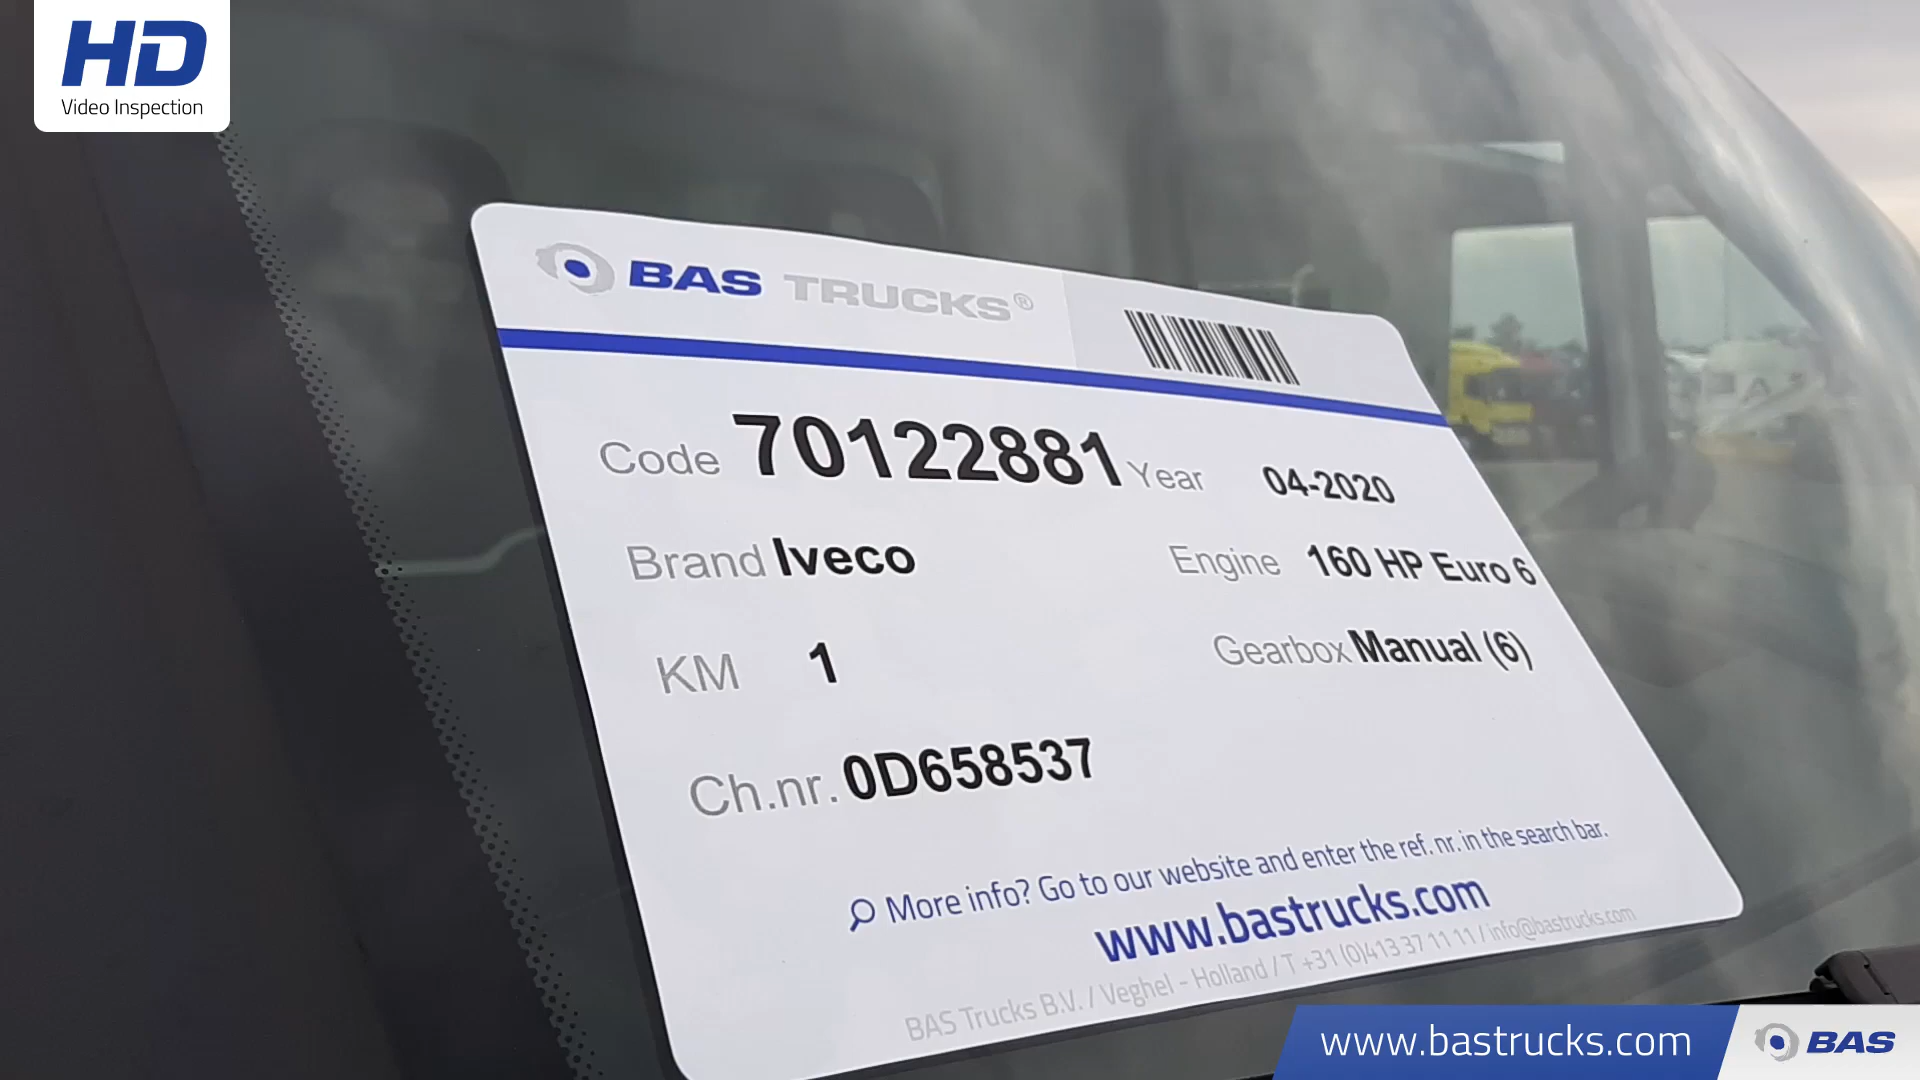 HD
Video Inspection
BAS TRUCKS®
Code 70122881 Year 04-2020
Brand Iveco Engine 160 HP Euro 6
KM 1 Gearbox Manual (6)
Ch.nr. 0D658537
More info? Go to our website and enter the ref. nr. in the search bar.
www.bastrucks.com
BAS Trucks B.V. / Veghel - Holland / T +31 (0)413 37 11 11 / info@bastrucks.com
www.bastrucks.com BAS